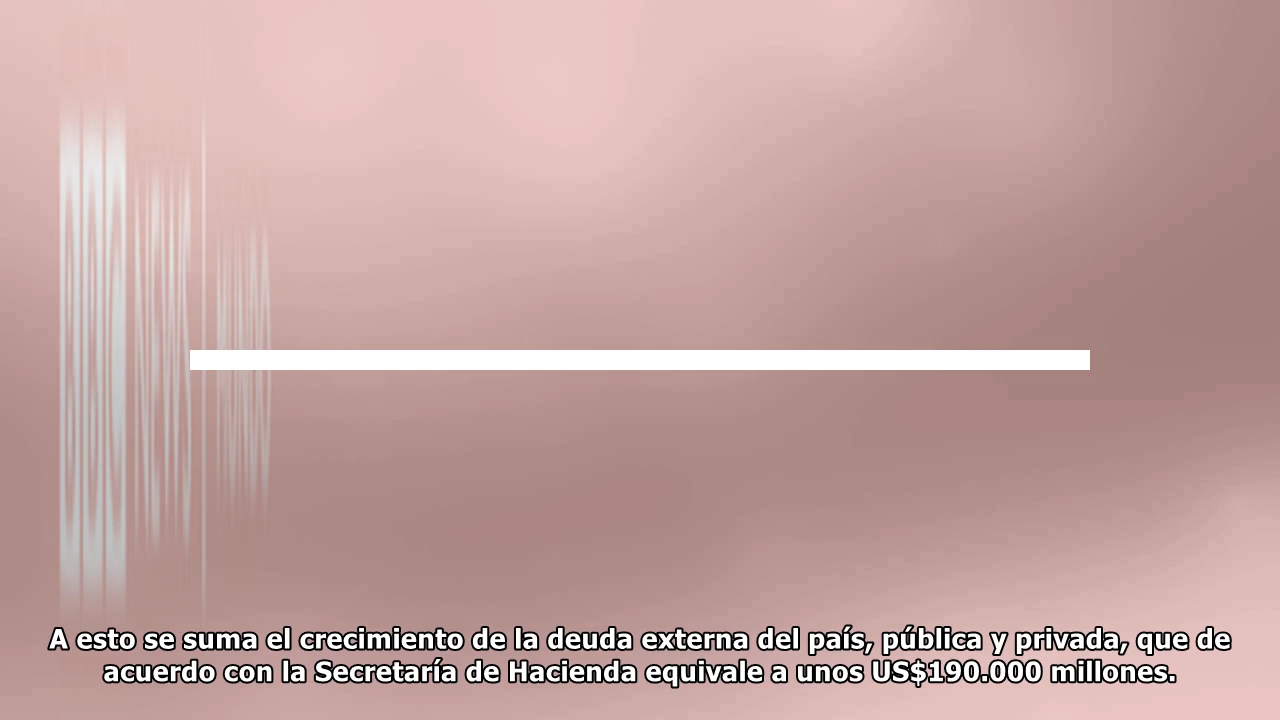 A esto se suma el crecimiento de la deuda externa del país, pública y privada, que de
acuerdo con la Secretaría de Hacienda equivale a unos US$190.000 millones.